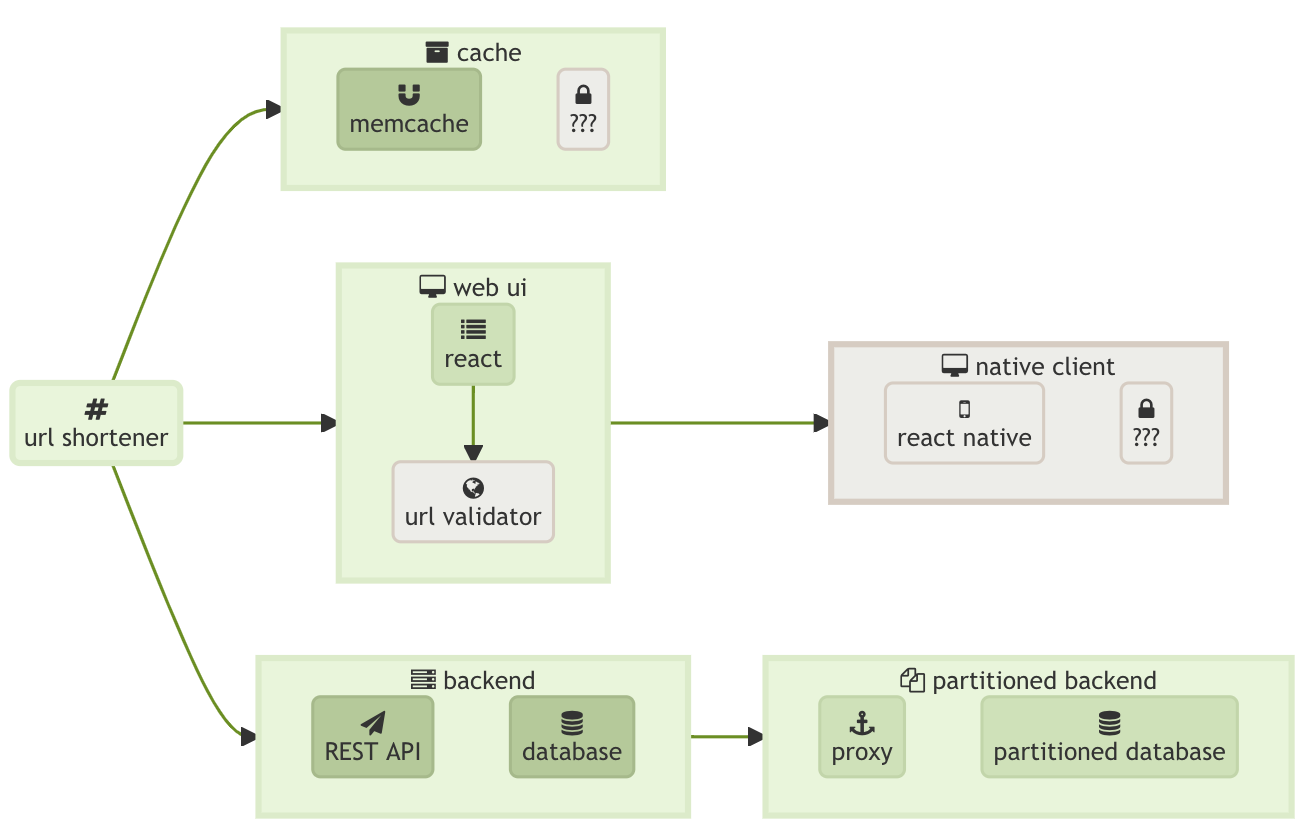 cache
memcache
???
web ui
react
url validator
native client
react native
???
url shortener
backend
REST API
database
partitioned backend
proxy
partitioned database